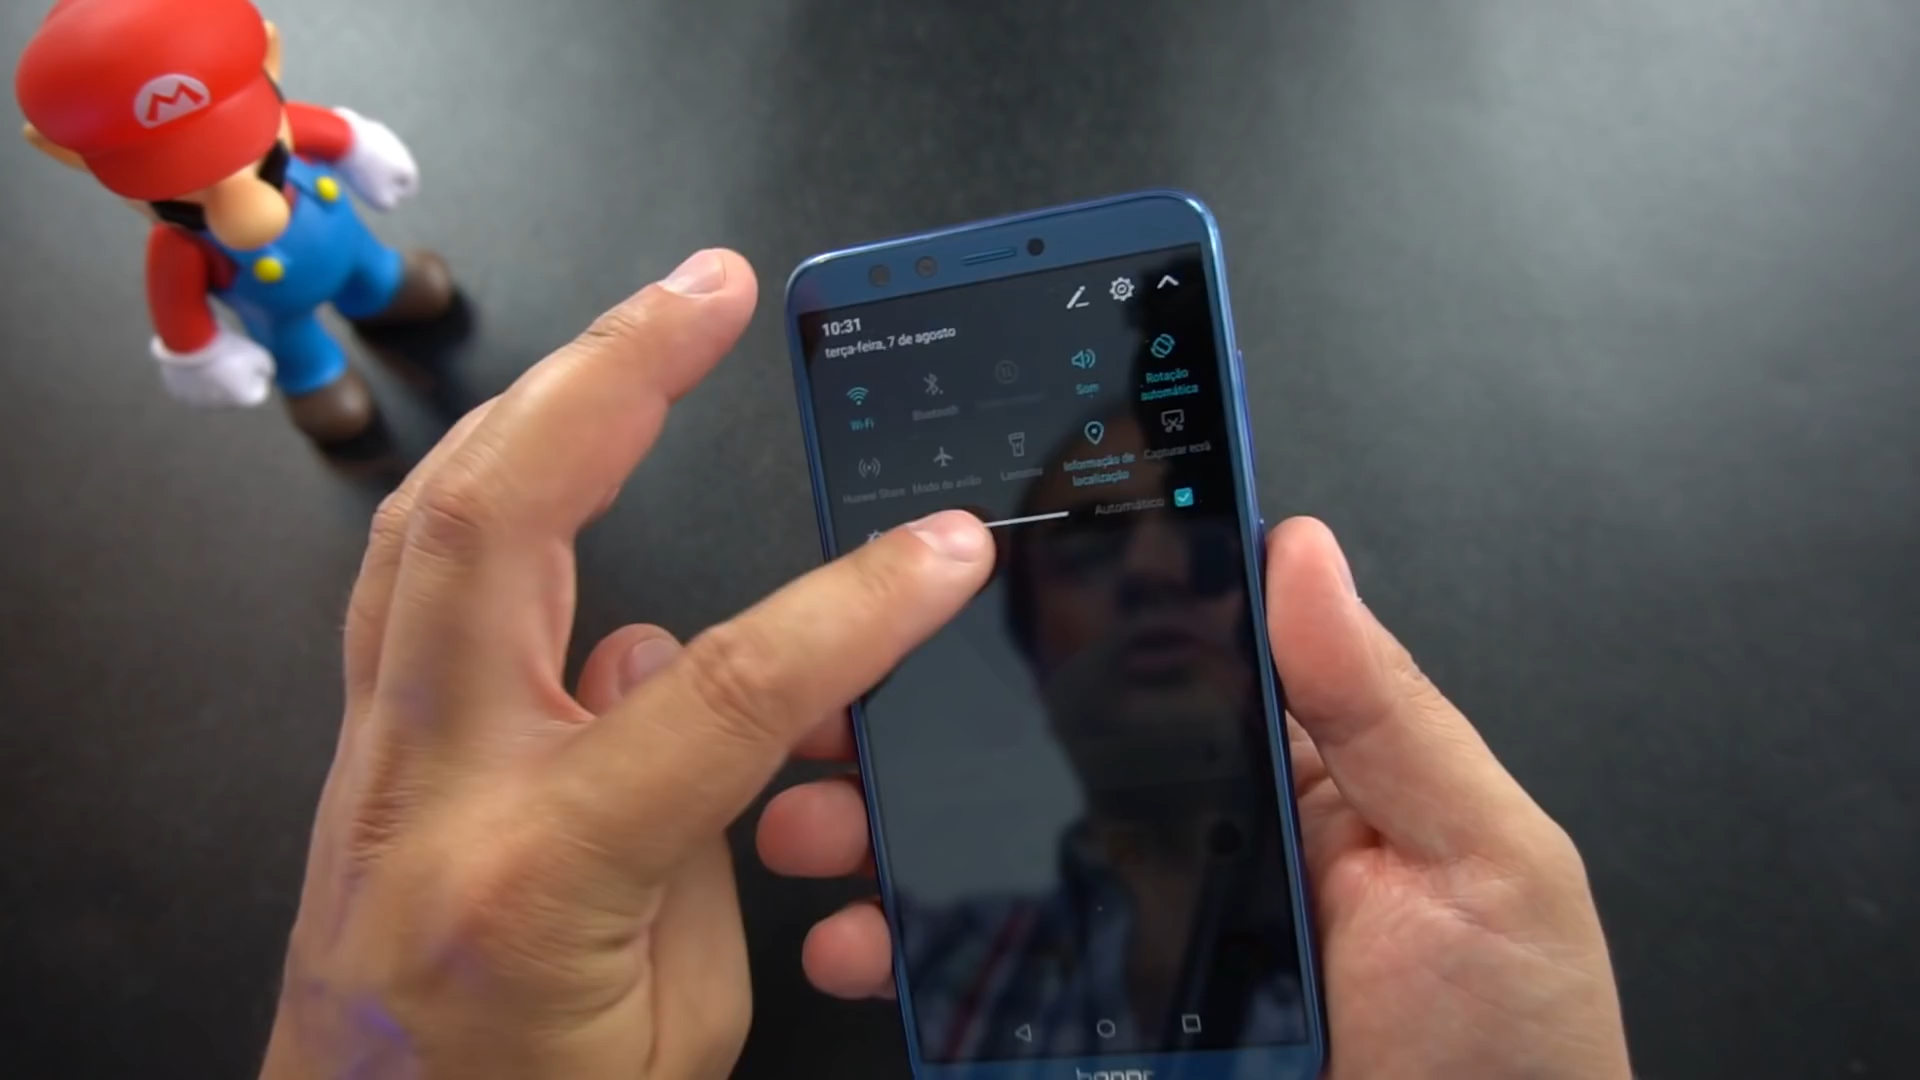 M
10:31
terça-feira, 7 de agosto
Wi-Fi
Bluetooth
Som
Rotação
automática
Huawei Share
Modo de avião
Lanterna
Informação de
localização
Capturar ecrã
Automático
honor